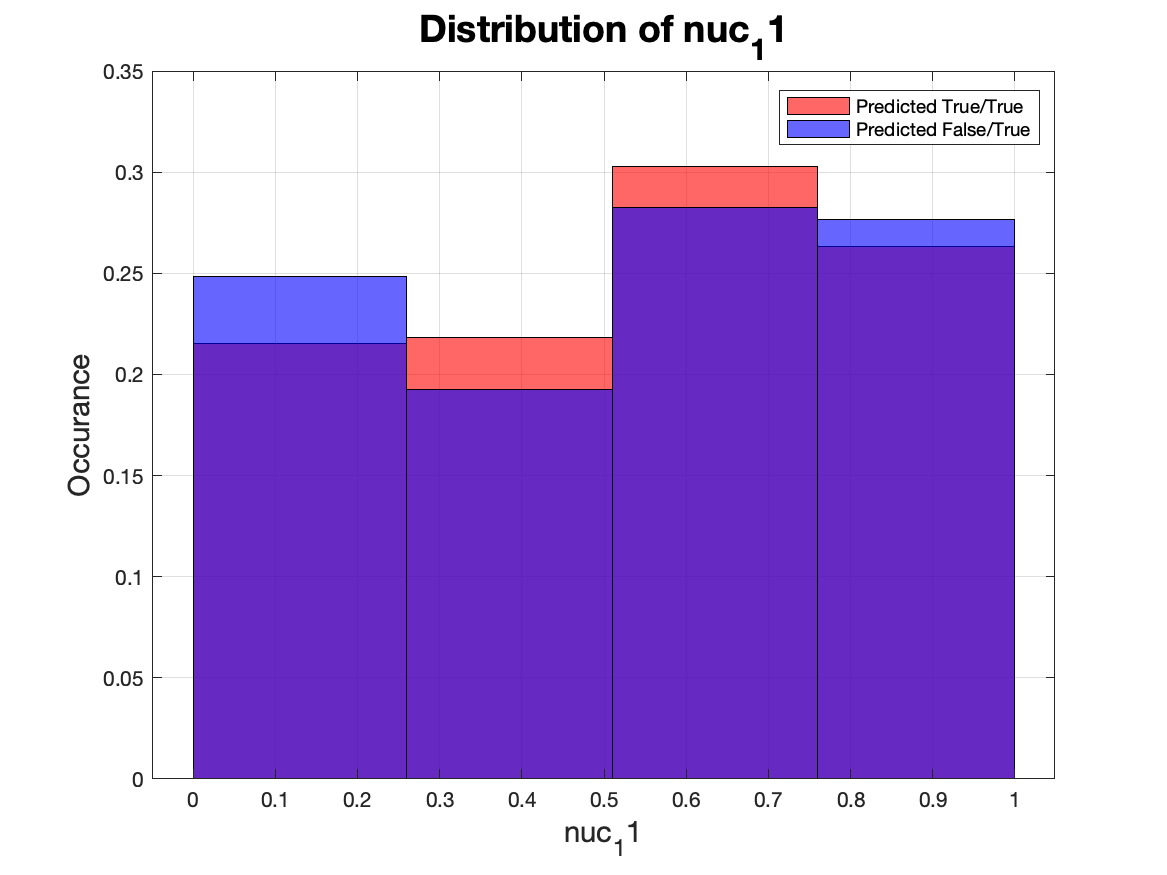 Distribution of nuc₁1
Predicted True/True
Predicted False/True
Occurance
0.35
0.3
0.25
0.2
0.15
0.1
0.05
0
0 0.1 0.2 0.3 0.4 0.5 0.6 0.7 0.8 0.9 1
nuc₁1